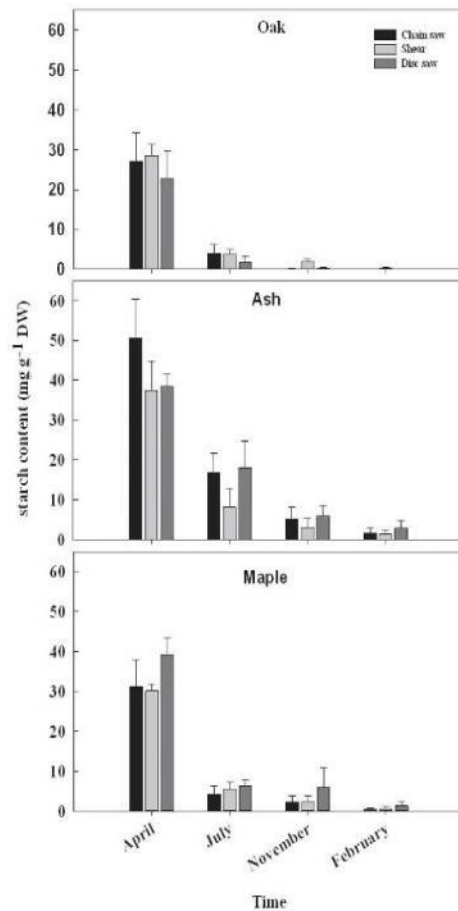 Oak
Chain saw
Shear
Disc saw
60
50
40
30
20
10
0
Ash
60
50
40
30
20
10
0
Maple
60
50
40
30
20
10
0
starch content (mg g⁻¹ DW)
April
July
November
February
Time